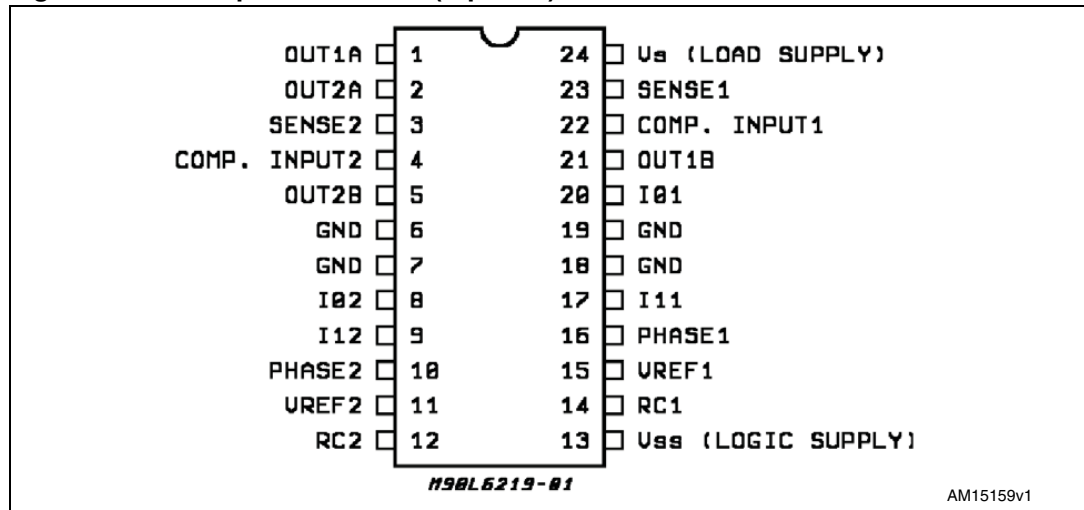 OUT1A 1 24 Vs (LOAD SUPPLY)
OUT2A 2 23 SENSE1
SENSE2 3 22 COMP. INPUT1
COMP. INPUT2 4 21 OUT1B
OUT2B 5 20 I01
GND 6 19 GND
GND 7 18 GND
I02 8 17 I11
I12 9 16 PHASE1
PHASE2 10 15 VREF1
VREF2 11 14 RC1
RC2 12 13 Vss (LOGIC SUPPLY)
M90L6219-01
AM15159v1